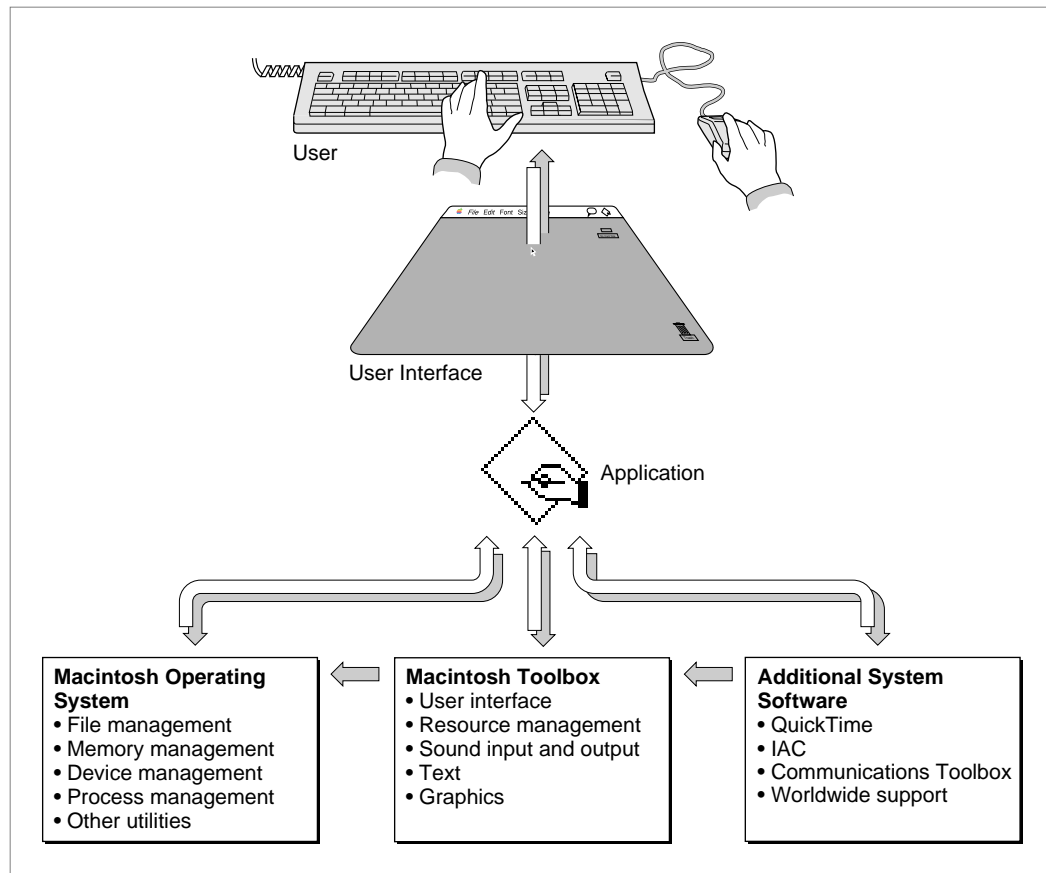 User
File Edit Font
User Interface
Application
Macintosh Operating
System
• File management
• Memory management
• Device management
• Process management
• Other utilities
Macintosh Toolbox
• User interface
• Resource management
• Sound input and output
• Text
• Graphics
Additional System
Software
• QuickTime
• IAC
• Communications Toolbox
• Worldwide support